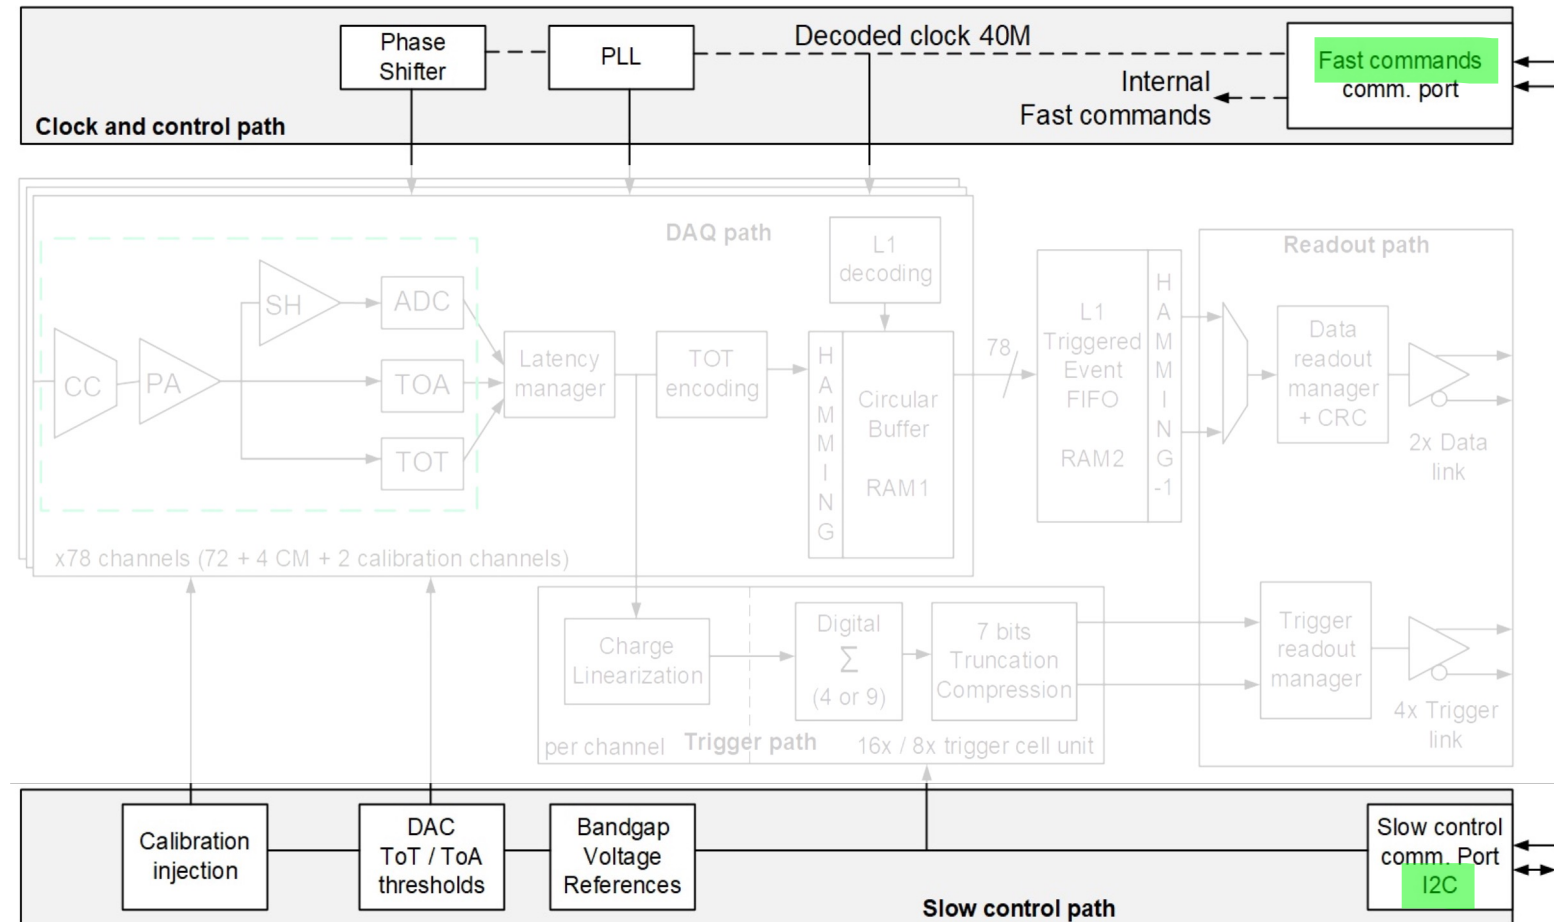 Phase
Shifter
PLL
Decoded clock 40M
Internal
Fast commands
Fast commands
comm. port
Clock and control path
DAQ path
L1
decoding
SH
ADC
CC
PA
TOA
TOT
Latency
manager
TOT
encoding
HAMMING
Circular
Buffer
RAM1
78
L1
Triggered
Event
FIFO
RAM2
HAMMING-1
Readout path
Data
readout
manager
+ CRC
2x Data
link
x78 channels (72 + 4 CM + 2 calibration channels)
Charge
Linearization
Digital
Σ
(4 or 9)
7 bits
Truncation
Compression
per channel
Trigger path
16x / 8x trigger cell unit
Trigger
readout
manager
4x Trigger
link
Calibration
injection
DAC
ToT / ToA
thresholds
Bandgap
Voltage
References
Slow control
comm. Port
I2C
Slow control path